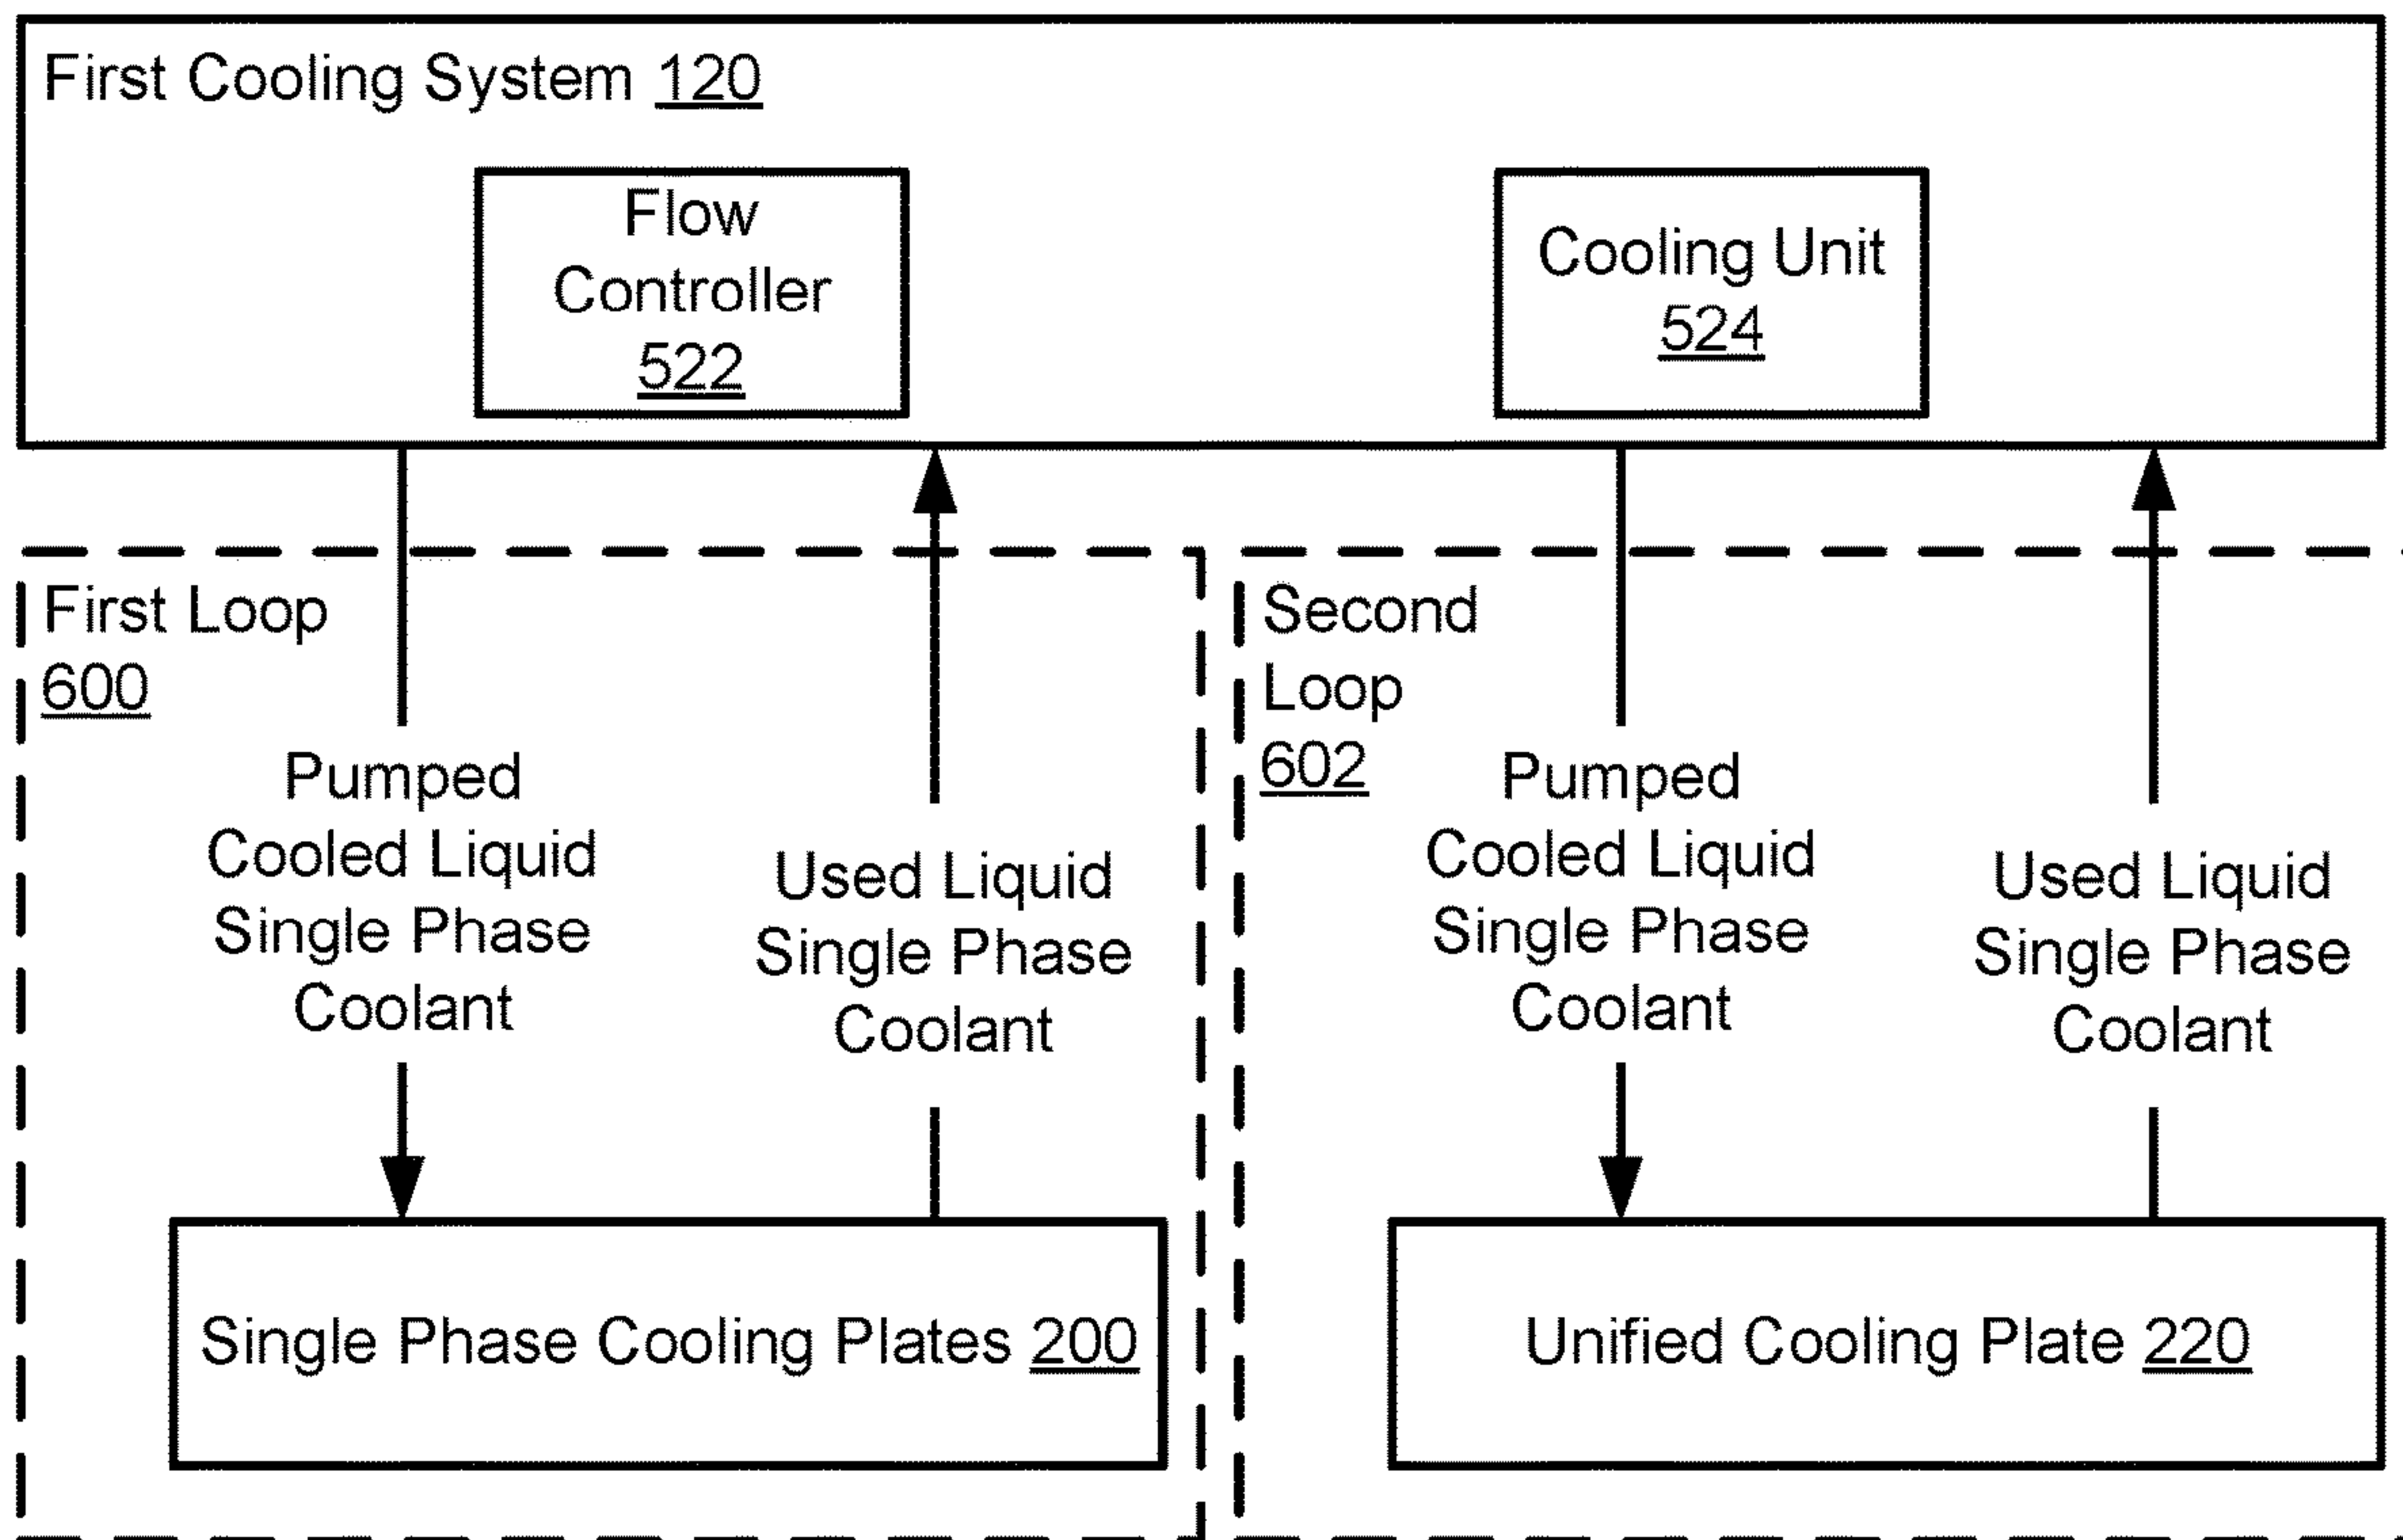 First Cooling System 120
Flow
Controller
522
Cooling Unit
524
First Loop
600
Pumped
Cooled Liquid
Single Phase
Coolant
Used Liquid
Single Phase
Coolant
Single Phase Cooling Plates 200
Second
Loop
602
Pumped
Cooled Liquid
Single Phase
Coolant
Used Liquid
Single Phase
Coolant
Unified Cooling Plate 220